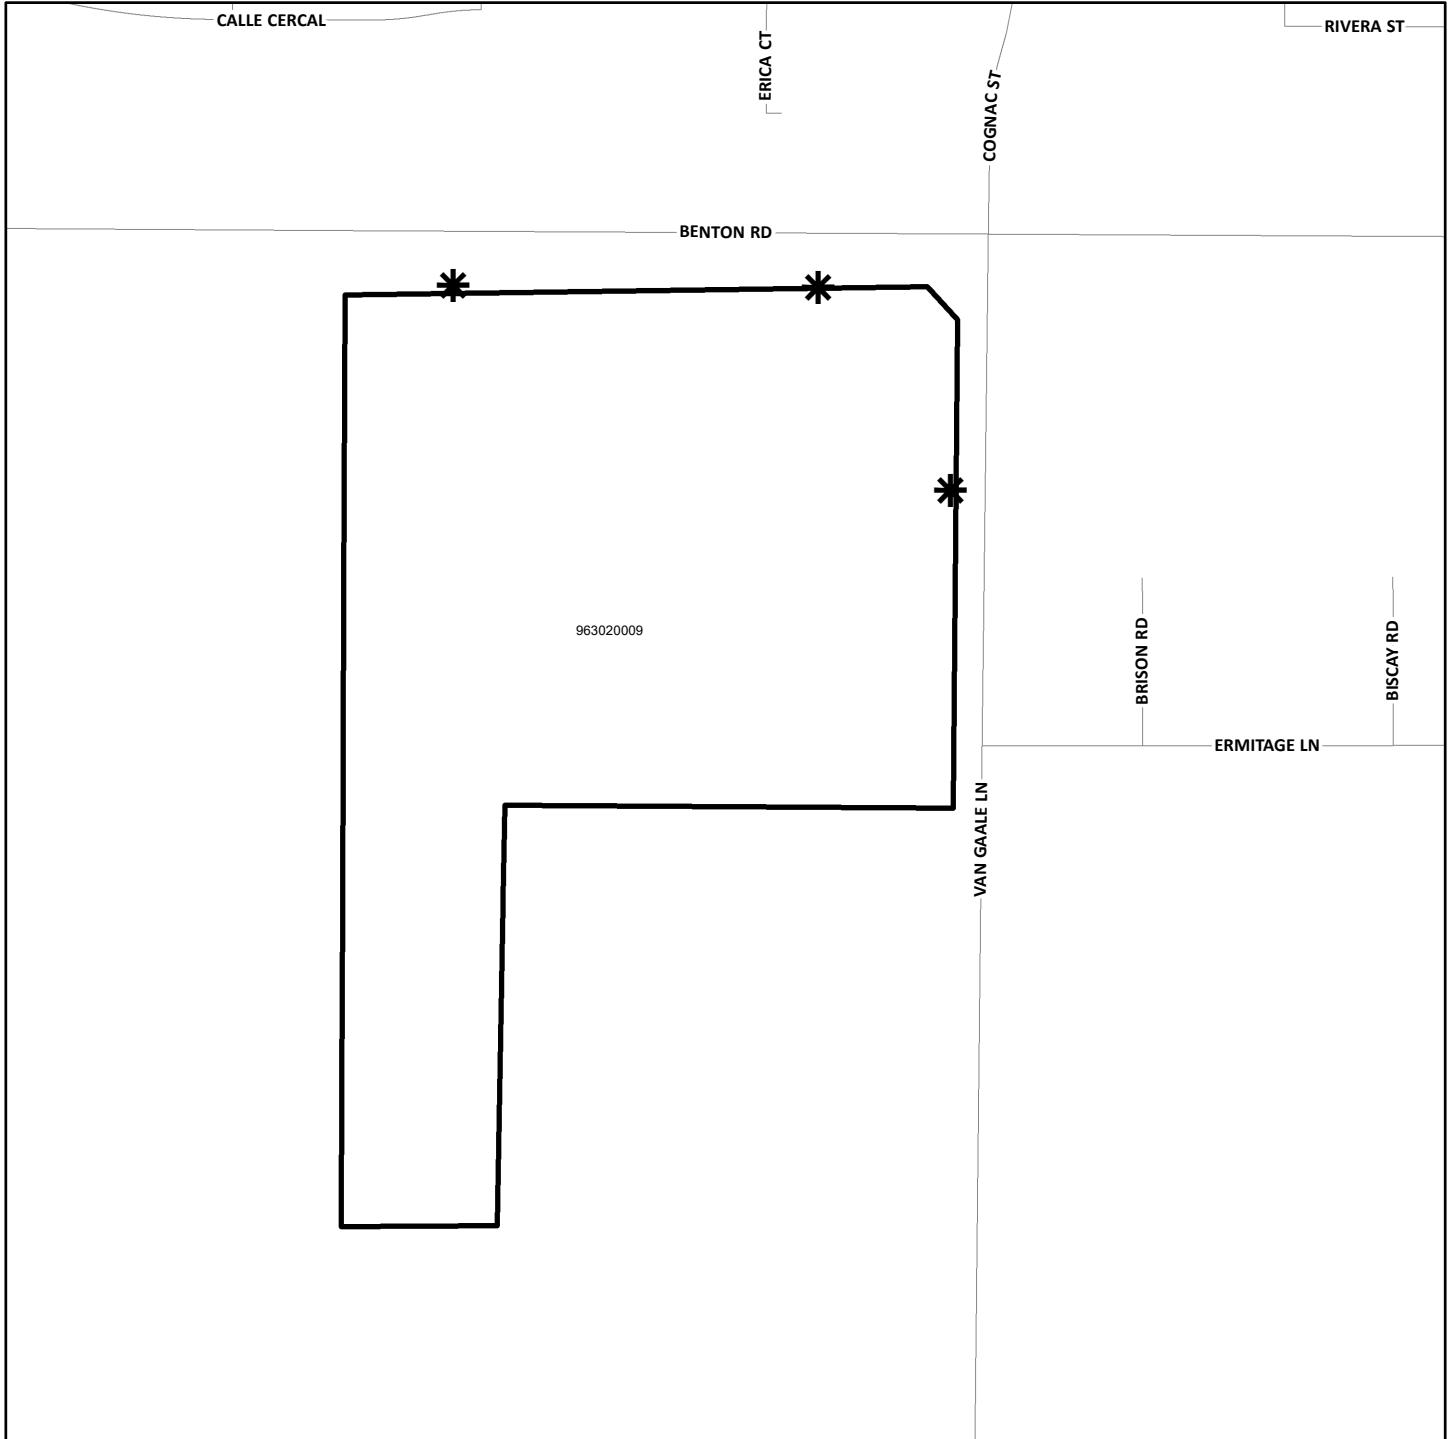 CALLE CERCAL
RIVERA ST
ERICA CT
COGNAC ST
BENTON RD
963020009
BRISON RD
BISCAY RD
ERMITAGE LN
VAN GAALE LN